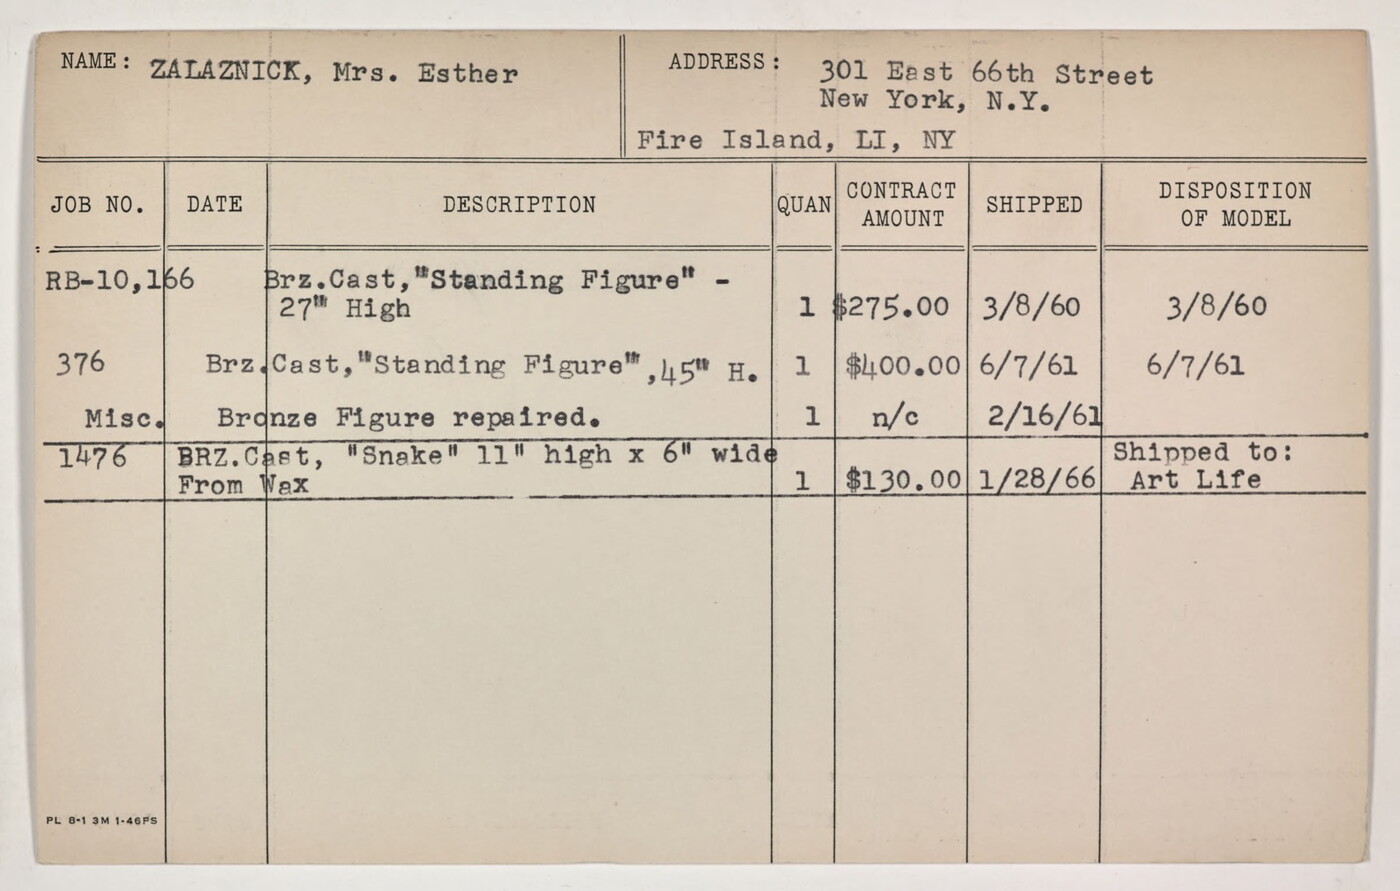 NAME: ZALAZNICK, Mrs. Esther
ADDRESS: 301 East 66th Street
New York, N.Y.
Fire Island, LI, NY
JOB NO. DATE DESCRIPTION QUAN CONTRACT AMOUNT SHIPPED DISPOSITION OF MODEL
RB-10,166 Brz.Cast,"Standing Figure" -
27" High 1 $275.00 3/8/60 3/8/60
376 Brz.Cast,"Standing Figure",45" H. 1 $400.00 6/7/61 6/7/61
Misc. Bronze Figure repaired. 1 n/c 2/16/61
1476 BRZ.Cast, "Snake" 11" high x 6" wide Shipped to:
From Wax 1 $130.00 1/28/66 Art Life
PL 8-1 3M 1-46PS